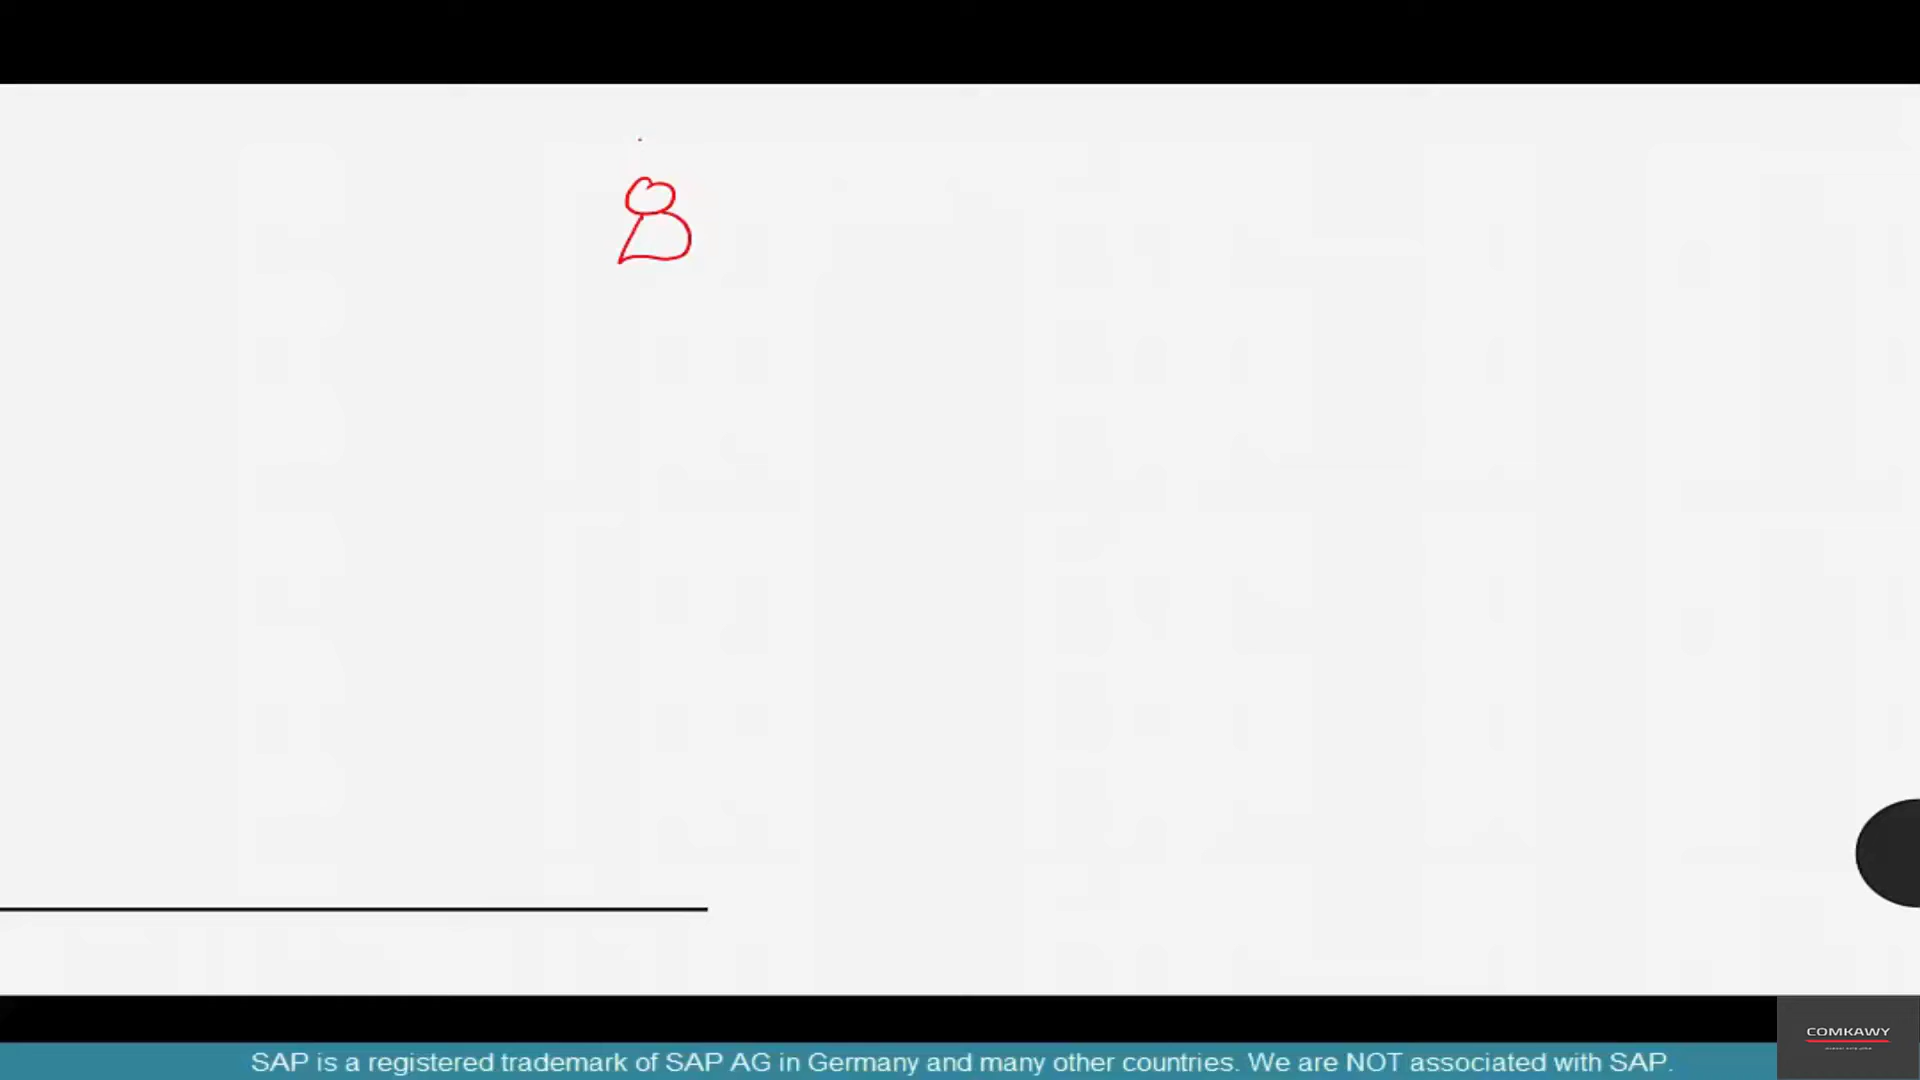 COMKAWY
SAP is a registered trademark of SAP AG in Germany and many other countries. We are NOT associated with SAP.